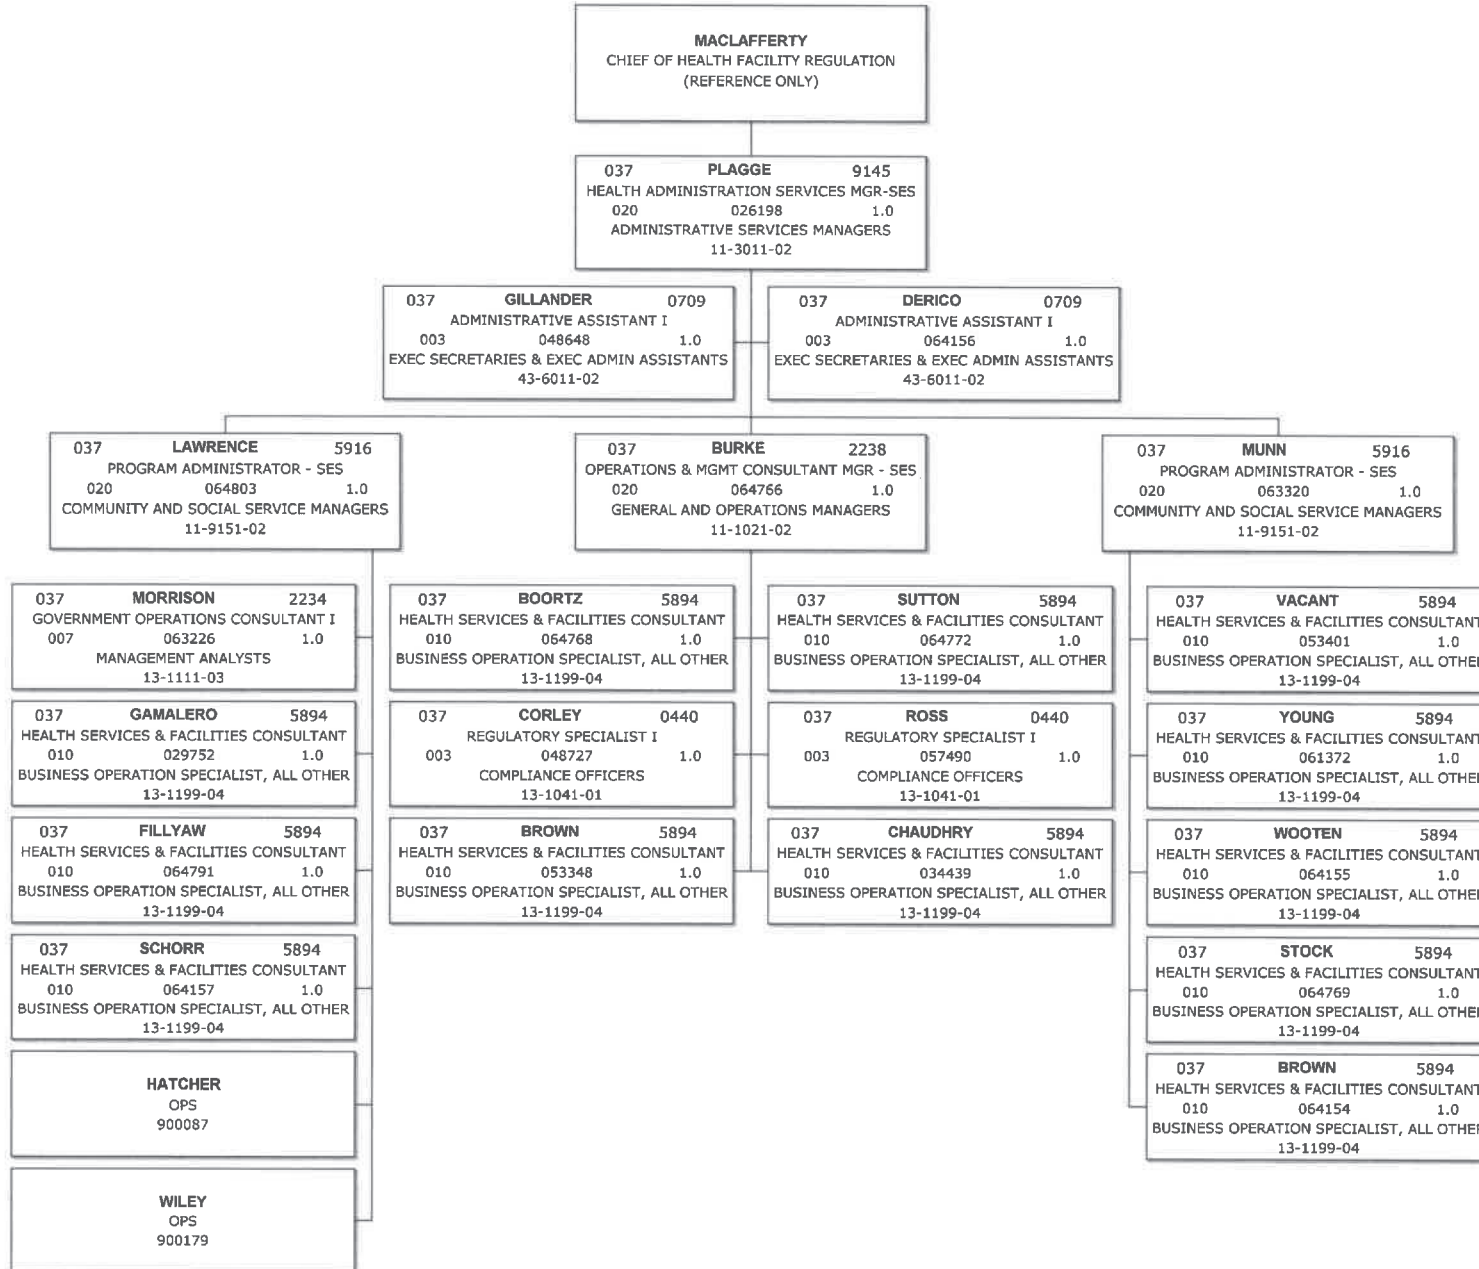 MACLAFFERTY
CHIEF OF HEALTH FACILITY REGULATION
(REFERENCE ONLY)
037 PLAGGE 9145
HEALTH ADMINISTRATION SERVICES MGR-SES
020 026198 1.0
ADMINISTRATIVE SERVICES MANAGERS
11-3011-02
037 GILLANDER 0709
ADMINISTRATIVE ASSISTANT I
003 048648 1.0
EXEC SECRETARIES & EXEC ADMIN ASSISTANTS
43-6011-02
037 DERICO 0709
ADMINISTRATIVE ASSISTANT I
003 064156 1.0
EXEC SECRETARIES & EXEC ADMIN ASSISTANTS
43-6011-02
037 LAWRENCE 5916
PROGRAM ADMINISTRATOR - SES
020 064803 1.0
COMMUNITY AND SOCIAL SERVICE MANAGERS
11-9151-02
037 BURKE 2238
OPERATIONS & MGMT CONSULTANT MGR - SES
020 064766 1.0
GENERAL AND OPERATIONS MANAGERS
11-1021-02
037 MUNN 5916
PROGRAM ADMINISTRATOR - SES
020 063320 1.0
COMMUNITY AND SOCIAL SERVICE MANAGERS
11-9151-02
037 MORRISON 2234
GOVERNMENT OPERATIONS CONSULTANT I
007 063226 1.0
MANAGEMENT ANALYSTS
13-1111-03
037 GAMALERO 5894
HEALTH SERVICES & FACILITIES CONSULTANT
010 029752 1.0
BUSINESS OPERATION SPECIALIST, ALL OTHER
13-1199-04
037 FILLYAW 5894
HEALTH SERVICES & FACILITIES CONSULTANT
010 064791 1.0
BUSINESS OPERATION SPECIALIST, ALL OTHER
13-1199-04
037 SCHORR 5894
HEALTH SERVICES & FACILITIES CONSULTANT
010 064157 1.0
BUSINESS OPERATION SPECIALIST, ALL OTHER
13-1199-04
HATCHER
OPS
900087
WILEY
OPS
900179
037 BOORTZ 5894
HEALTH SERVICES & FACILITIES CONSULTANT
010 064768 1.0
BUSINESS OPERATION SPECIALIST, ALL OTHER
13-1199-04
037 CORLEY 0440
REGULATORY SPECIALIST I
003 048727 1.0
COMPLIANCE OFFICERS
13-1041-01
037 BROWN 5894
HEALTH SERVICES & FACILITIES CONSULTANT
010 053348 1.0
BUSINESS OPERATION SPECIALIST, ALL OTHER
13-1199-04
037 SUTTON 5894
HEALTH SERVICES & FACILITIES CONSULTANT
010 064772 1.0
BUSINESS OPERATION SPECIALIST, ALL OTHER
13-1199-04
037 ROSS 0440
REGULATORY SPECIALIST I
003 057490 1.0
COMPLIANCE OFFICERS
13-1041-01
037 CHAUDHRY 5894
HEALTH SERVICES & FACILITIES CONSULTANT
010 034439 1.0
BUSINESS OPERATION SPECIALIST, ALL OTHER
13-1199-04
037 VACANT 5894
HEALTH SERVICES & FACILITIES CONSULTANT
010 053401 1.0
BUSINESS OPERATION SPECIALIST, ALL OTHER
13-1199-04
037 YOUNG 5894
HEALTH SERVICES & FACILITIES CONSULTANT
010 061372 1.0
BUSINESS OPERATION SPECIALIST, ALL OTHER
13-1199-04
037 WOOTEN 5894
HEALTH SERVICES & FACILITIES CONSULTANT
010 064155 1.0
BUSINESS OPERATION SPECIALIST, ALL OTHER
13-1199-04
037 STOCK 5894
HEALTH SERVICES & FACILITIES CONSULTANT
010 064769 1.0
BUSINESS OPERATION SPECIALIST, ALL OTHER
13-1199-04
037 BROWN 5894
HEALTH SERVICES & FACILITIES CONSULTANT
010 064154 1.0
BUSINESS OPERATION SPECIALIST, ALL OTHER
13-1199-04